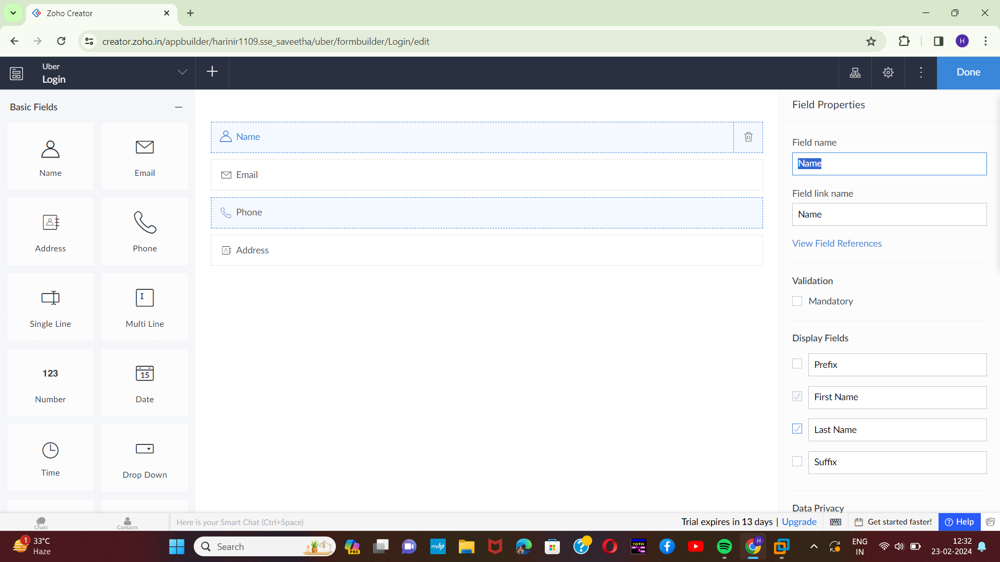 Zoho Creator
creator.zoho.in/appbuilder/harinir1109.sse_saveetha/uber/formbuilder/Login/edit
H
Uber
Login
Done
Basic Fields
Name
Email
Address
Phone
Single Line
I
Multi Line
123
Number
15
Date
Time
Drop Down
Name
Email
Phone
Address
Field Properties
Field name
Name
Field link name
Name
View Field References
Validation
Mandatory
Display Fields
Prefix
First Name
Last Name
Suffix
Data Privacy
Chats
Contacts
Here is your Smart Chat (Ctrl+Space)
Trial expires in 13 days | Upgrade
Get started faster!
? Help
1
33°C
Haze
Search
PRE
myhp
?
DATA
H
ENG
IN
12:32
23-02-2024